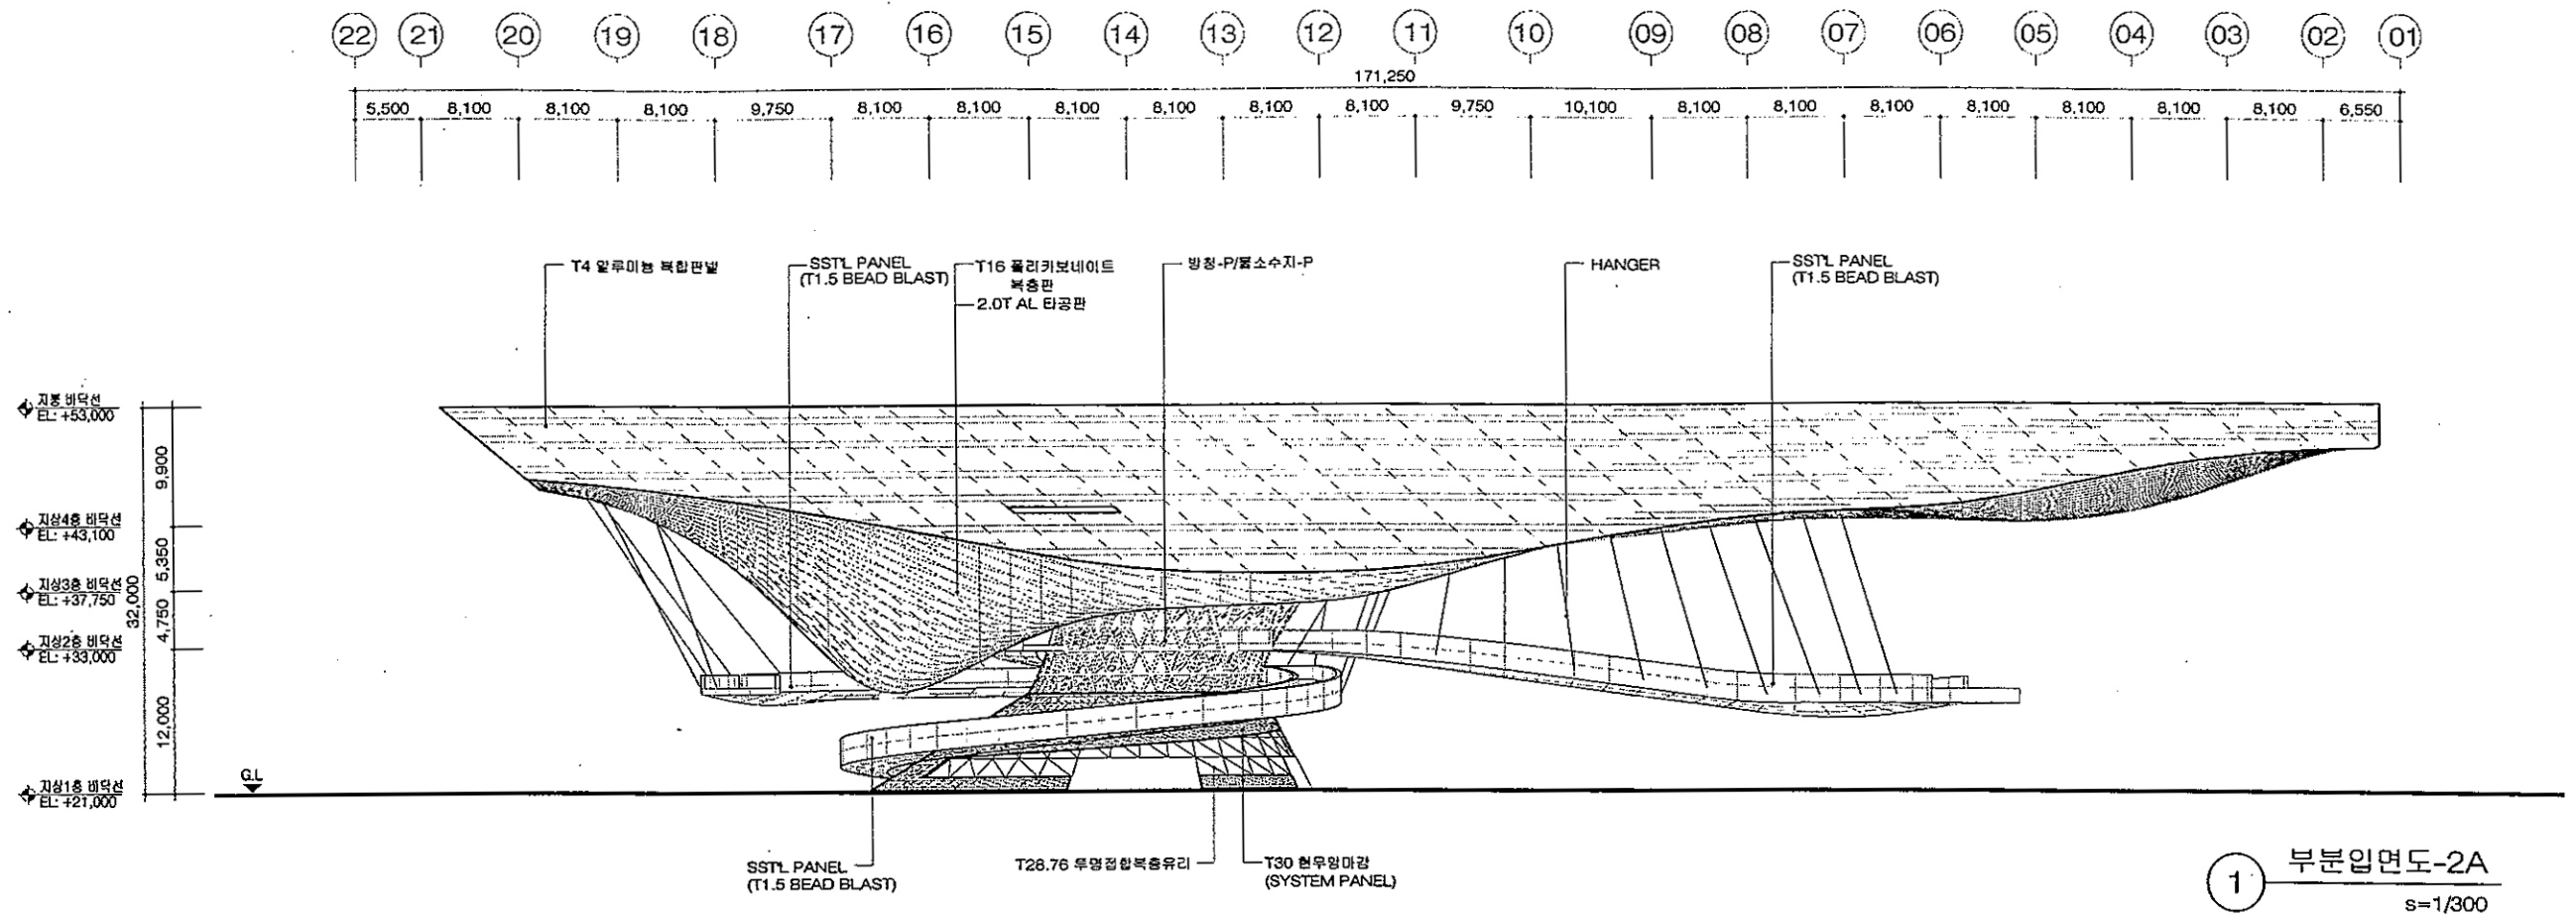 22 21 20 19 18 17 16 15 14 13 12 11 10 09 08 07 06 05 04 03 02 01
171,250
5,500 8,100 8,100 8,100 9,750 8,100 8,100 8,100 8,100 8,100 8,100 9,750 10,100 8,100 8,100 8,100 8,100 8,100 8,100 8,100 6,550
T4 알루미늄 복합판넬
SST'L PANEL
(T1.5 BEAD BLAST)
T16 폴리카보네이트
복층판
2.0T AL 타공판
방청-P/불소수지-P
HANGER
SST'L PANEL
(T1.5 BEAD BLAST)
지붕 바닥선
EL: +53,000
9,900
지상4층 바닥선
EL: +43,100
5,350
지상3층 바닥선
EL: +37,750
32,000
4,750
지상2층 바닥선
EL: +33,000
12,000
G.L
지상1층 바닥선
EL: +21,000
SST'L PANEL
(T1.5 BEAD BLAST)
T28.76 투명접합복층유리
T30 현무암마감
(SYSTEM PANEL)
1
부분입면도-2A
s=1/300